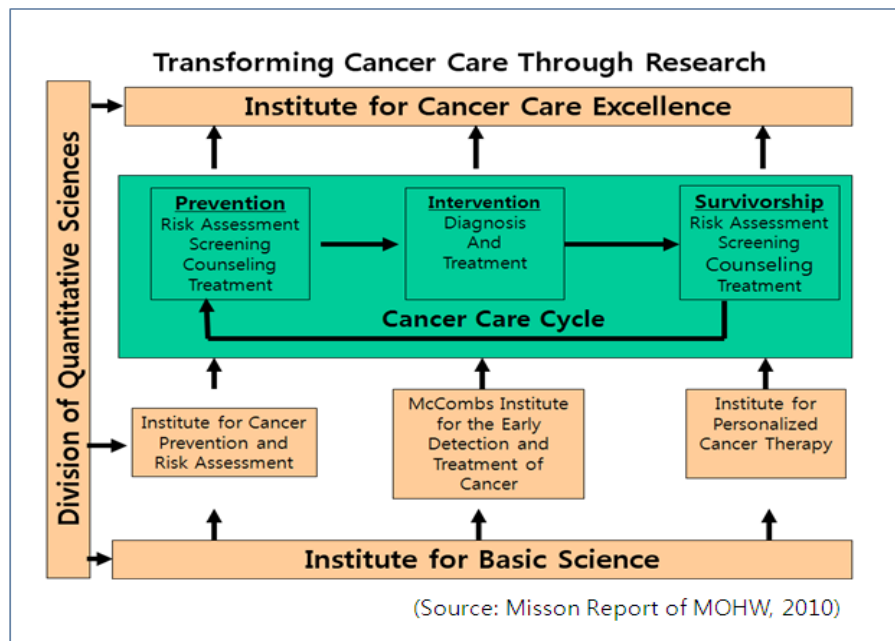 Transforming Cancer Care Through Research
Institute for Cancer Care Excellence
Division of Quantitative Sciences
Prevention
Risk Assessment
Screening
Counseling
Treatment
Intervention
Diagnosis
And
Treatment
Survivorship
Risk Assessment
Screening
Counseling
Treatment
Cancer Care Cycle
Institute for Cancer
Prevention and
Risk Assessment
McCombs Institute
for the Early
Detection and
Treatment of
Cancer
Institute for
Personalized
Cancer Therapy
Institute for Basic Science
(Source: Misson Report of MOHW, 2010)